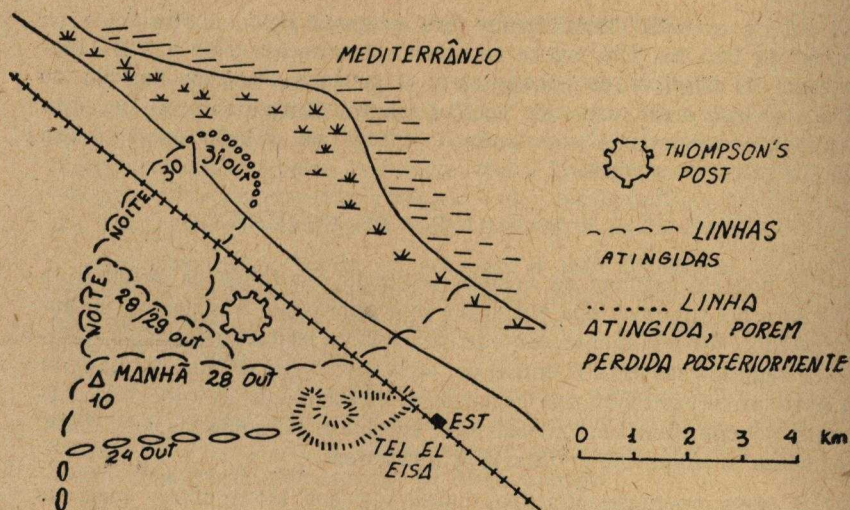 MEDITERRÂNEO
THOMPSON'S
POST
LINHAS
ATINGIDAS
LINHA
ATINGIDA, POREM
PERDIDA POSTERIORMENTE
0 1 2 3 4 Km
NOITE 30
31 out
NOITE 28/29 out
MANHÃ 28 out
10
24 out
EST
TEL EL
EISA